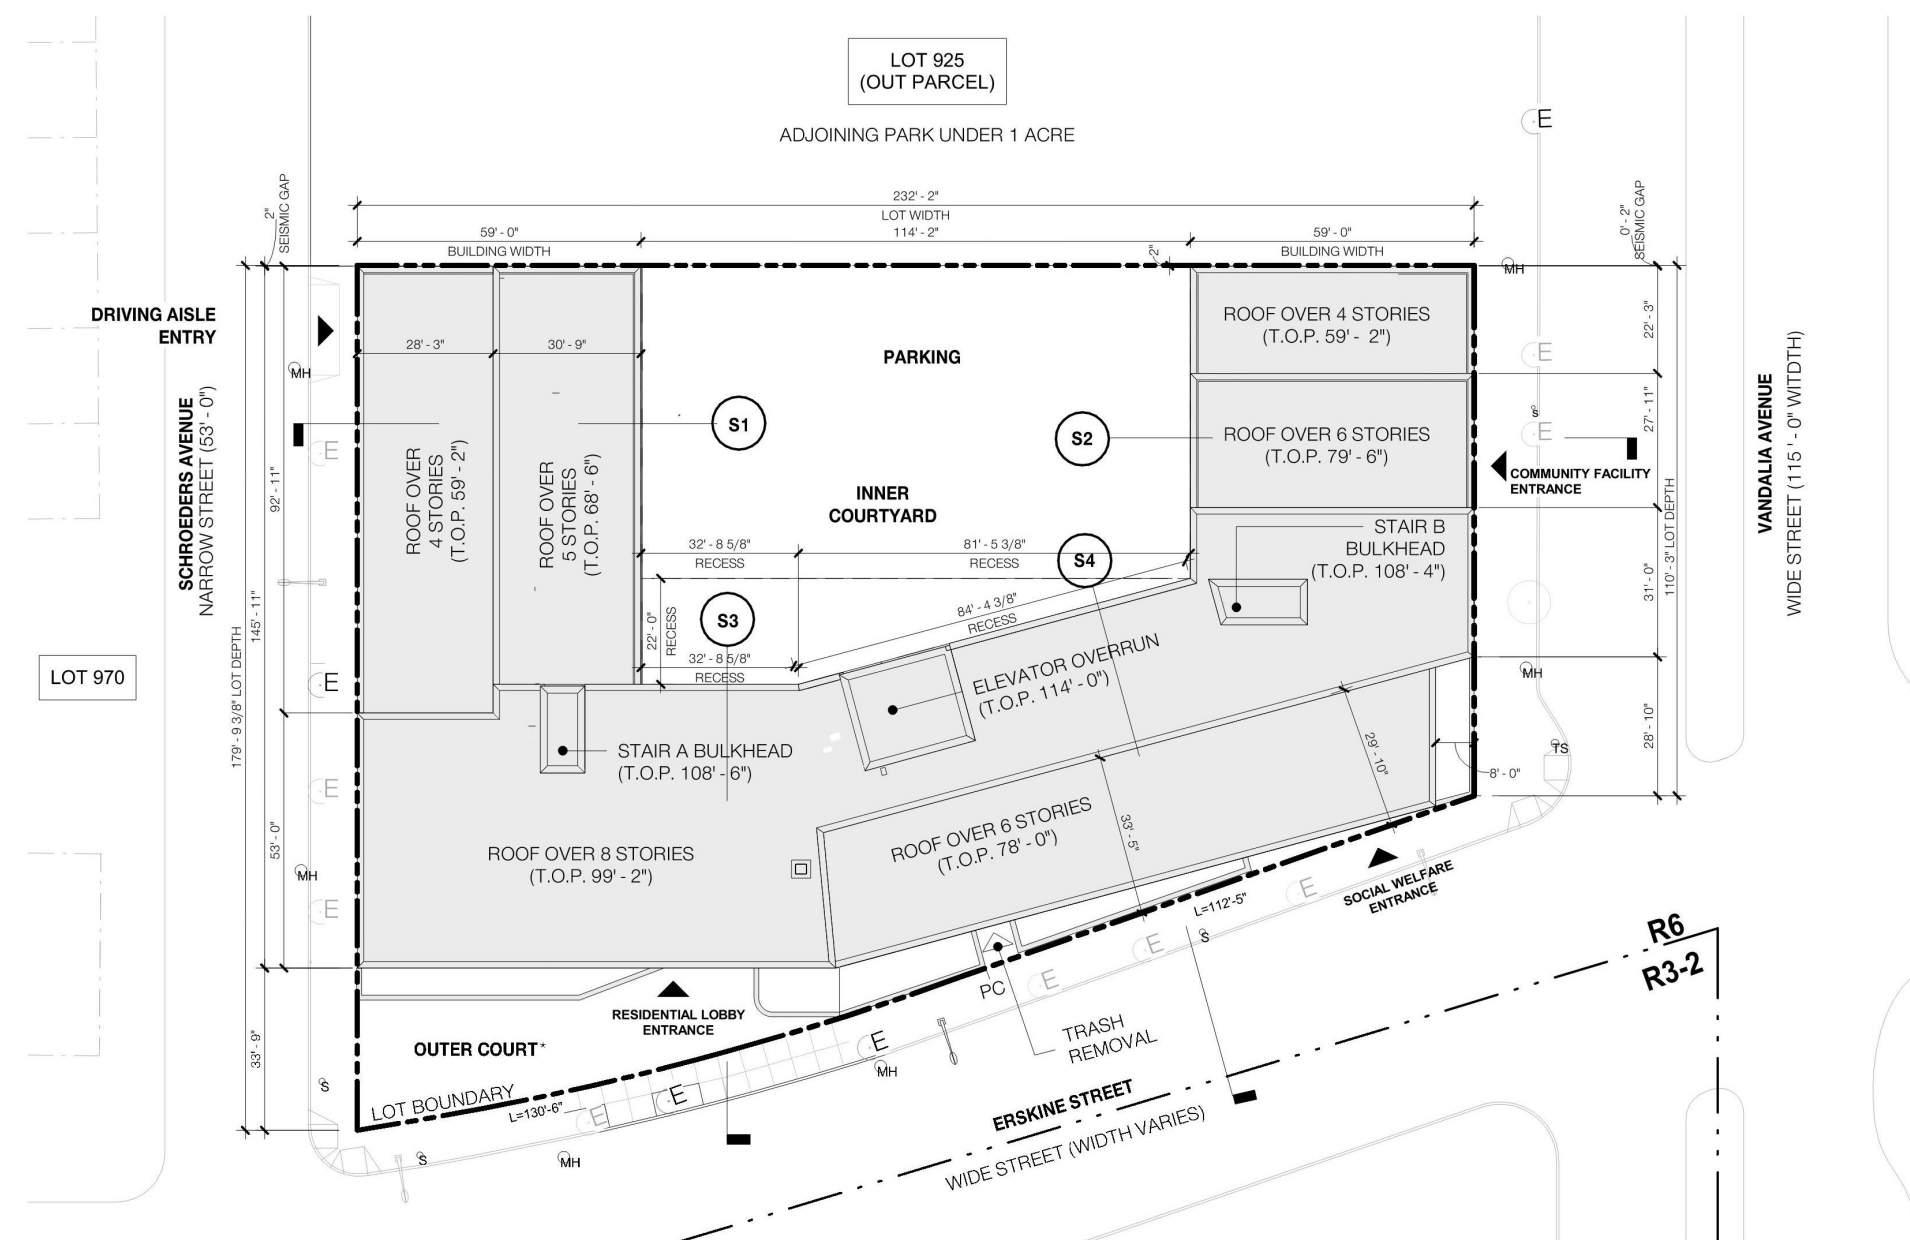 LOT 925
(OUT PARCEL)
ADJOINING PARK UNDER 1 ACRE
E
232' - 2"
LOT WIDTH
59' - 0"
BUILDING WIDTH
114' - 2"
59' - 0"
BUILDING WIDTH
2"
SEISMIC GAP
2"
0' - 2"
SEISMIC GAP
MH
DRIVING AISLE
ENTRY
MH
SCHROEDERS AVENUE
NARROW STREET (53' - 0")
28' - 3"
30' - 9"
PARKING
ROOF OVER 4 STORIES
(T.O.P. 59' - 2")
22' - 3"
E
S1
S2
ROOF OVER 6 STORIES
(T.O.P. 79' - 6")
27' - 11"
S
E
E
COMMUNITY FACILITY
ENTRANCE
VANDALIA AVENUE
WIDE STREET (115 ' - 0" WITDTH)
110' - 3" LOT DEPTH
92' - 11"
145' - 11"
179' - 9 3/8" LOT DEPTH
ROOF OVER
4 STORIES
(T.O.P. 59' - 2")
ROOF OVER
5 STORIES
(T.O.P. 68' - 6")
INNER
COURTYARD
32' - 8 5/8"
RECESS
81' - 5 3/8"
RECESS
S4
STAIR B
BULKHEAD
(T.O.P. 108' - 4")
31' - 0"
84' - 4 3/8"
RECESS
22' - 0"
RECESS
S3
32' - 8 5/8"
RECESS
LOT 970
E
ELEVATOR OVERRUN
(T.O.P. 114' - 0")
MH
28' - 10"
TS
8' - 0"
STAIR A BULKHEAD
(T.O.P. 108' - 6")
29' - 10"
E
53' - 0"
ROOF OVER 8 STORIES
(T.O.P. 99' - 2")
ROOF OVER 6 STORIES
(T.O.P. 78' - 0")
33' - 5"
MH
E
L=112'-5"
E
SOCIAL WELFARE
ENTRANCE
S
E
R6
R3-2
PC
E
RESIDENTIAL LOBBY
ENTRANCE
TRASH
REMOVAL
33' - 9"
OUTER COURT*
E
MH
S
LOT BOUNDARY
L=130'-6"
E
E
ERSKINE STREET
WIDE STREET (WIDTH VARIES)
S
MH